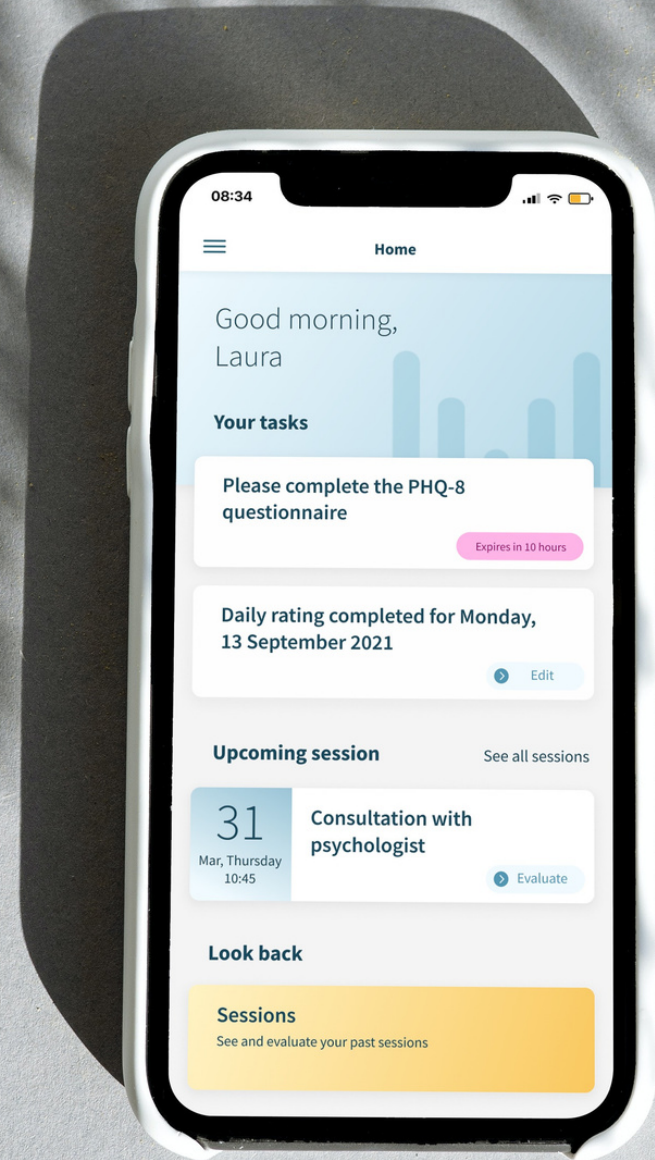 08:34
Home
Good morning,
Laura
Your tasks
Please complete the PHQ-8
questionnaire
Expires in 10 hours
Daily rating completed for Monday,
13 September 2021
Edit
Upcoming session
See all sessions
31
Mar, Thursday
10:45
Consultation with
psychologist
Evaluate
Look back
Sessions
See and evaluate your past sessions